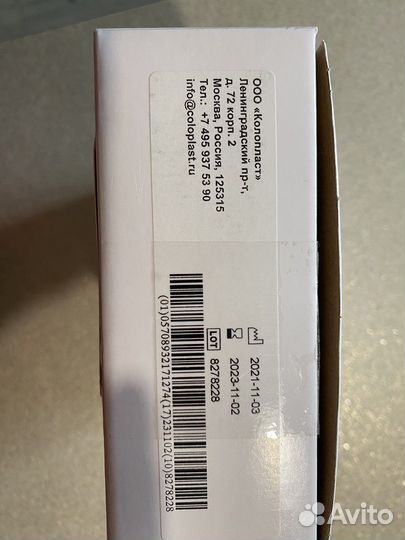 ООО «Колопласт»
Ленинградский пр-т,
д. 72 корп. 2
Москва, Россия, 125315
Тел.: +7 495 937 53 90
info@coloplast.ru
2021-11-03
2023-11-02
LOT 8278228
(01)05708932171274(17)231102(10)8278228
Avito